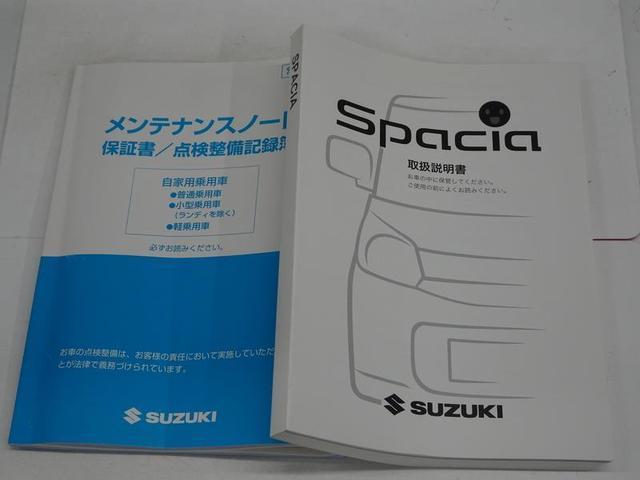 メンテナンスノー
保証書／点検整備記録
自家用乗用車
●普通乗用車
●小型乗用車
(ランディを除く)
●軽乗用車
必ずお読みください。
お車の点検整備は、お客様の責任において実施していただ
とが法律で義務づけられています。
SUZUKI
SPACIA
Spacia
取扱説明書
お車の中に保管してください。
ご使用の前によくお読みください。
SUZUKI